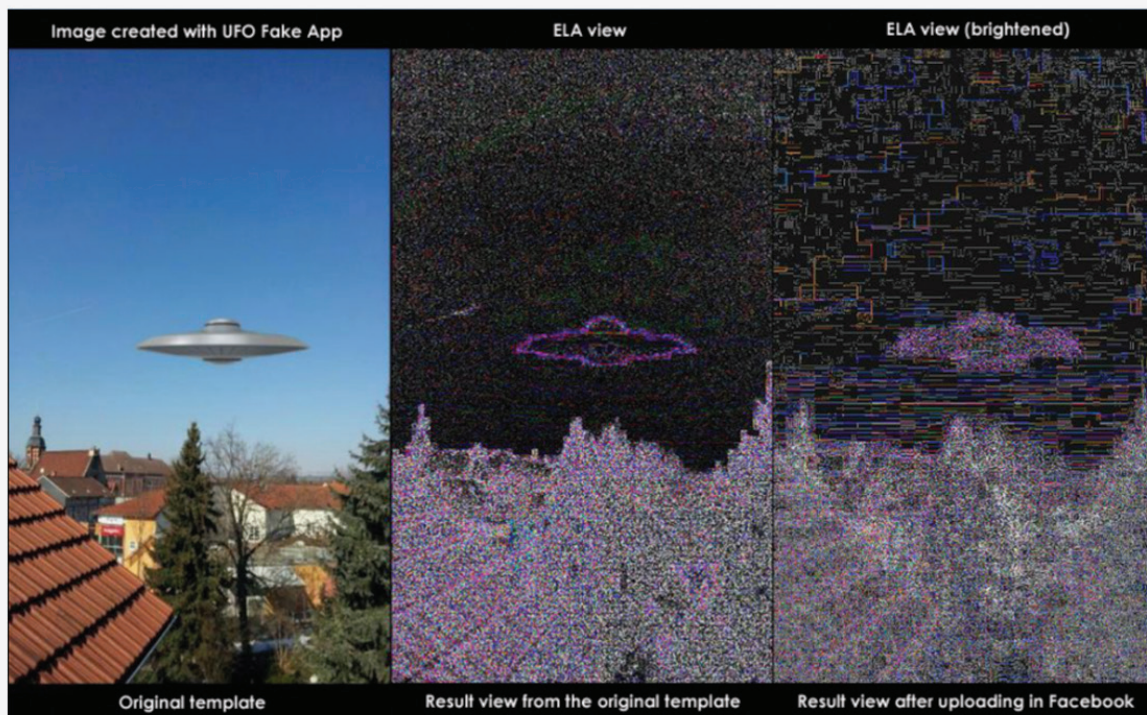 Image created with UFO Fake App
ELA view
ELA view (brightened)
Original template
Result view from the original template
Result view after uploading in Facebook